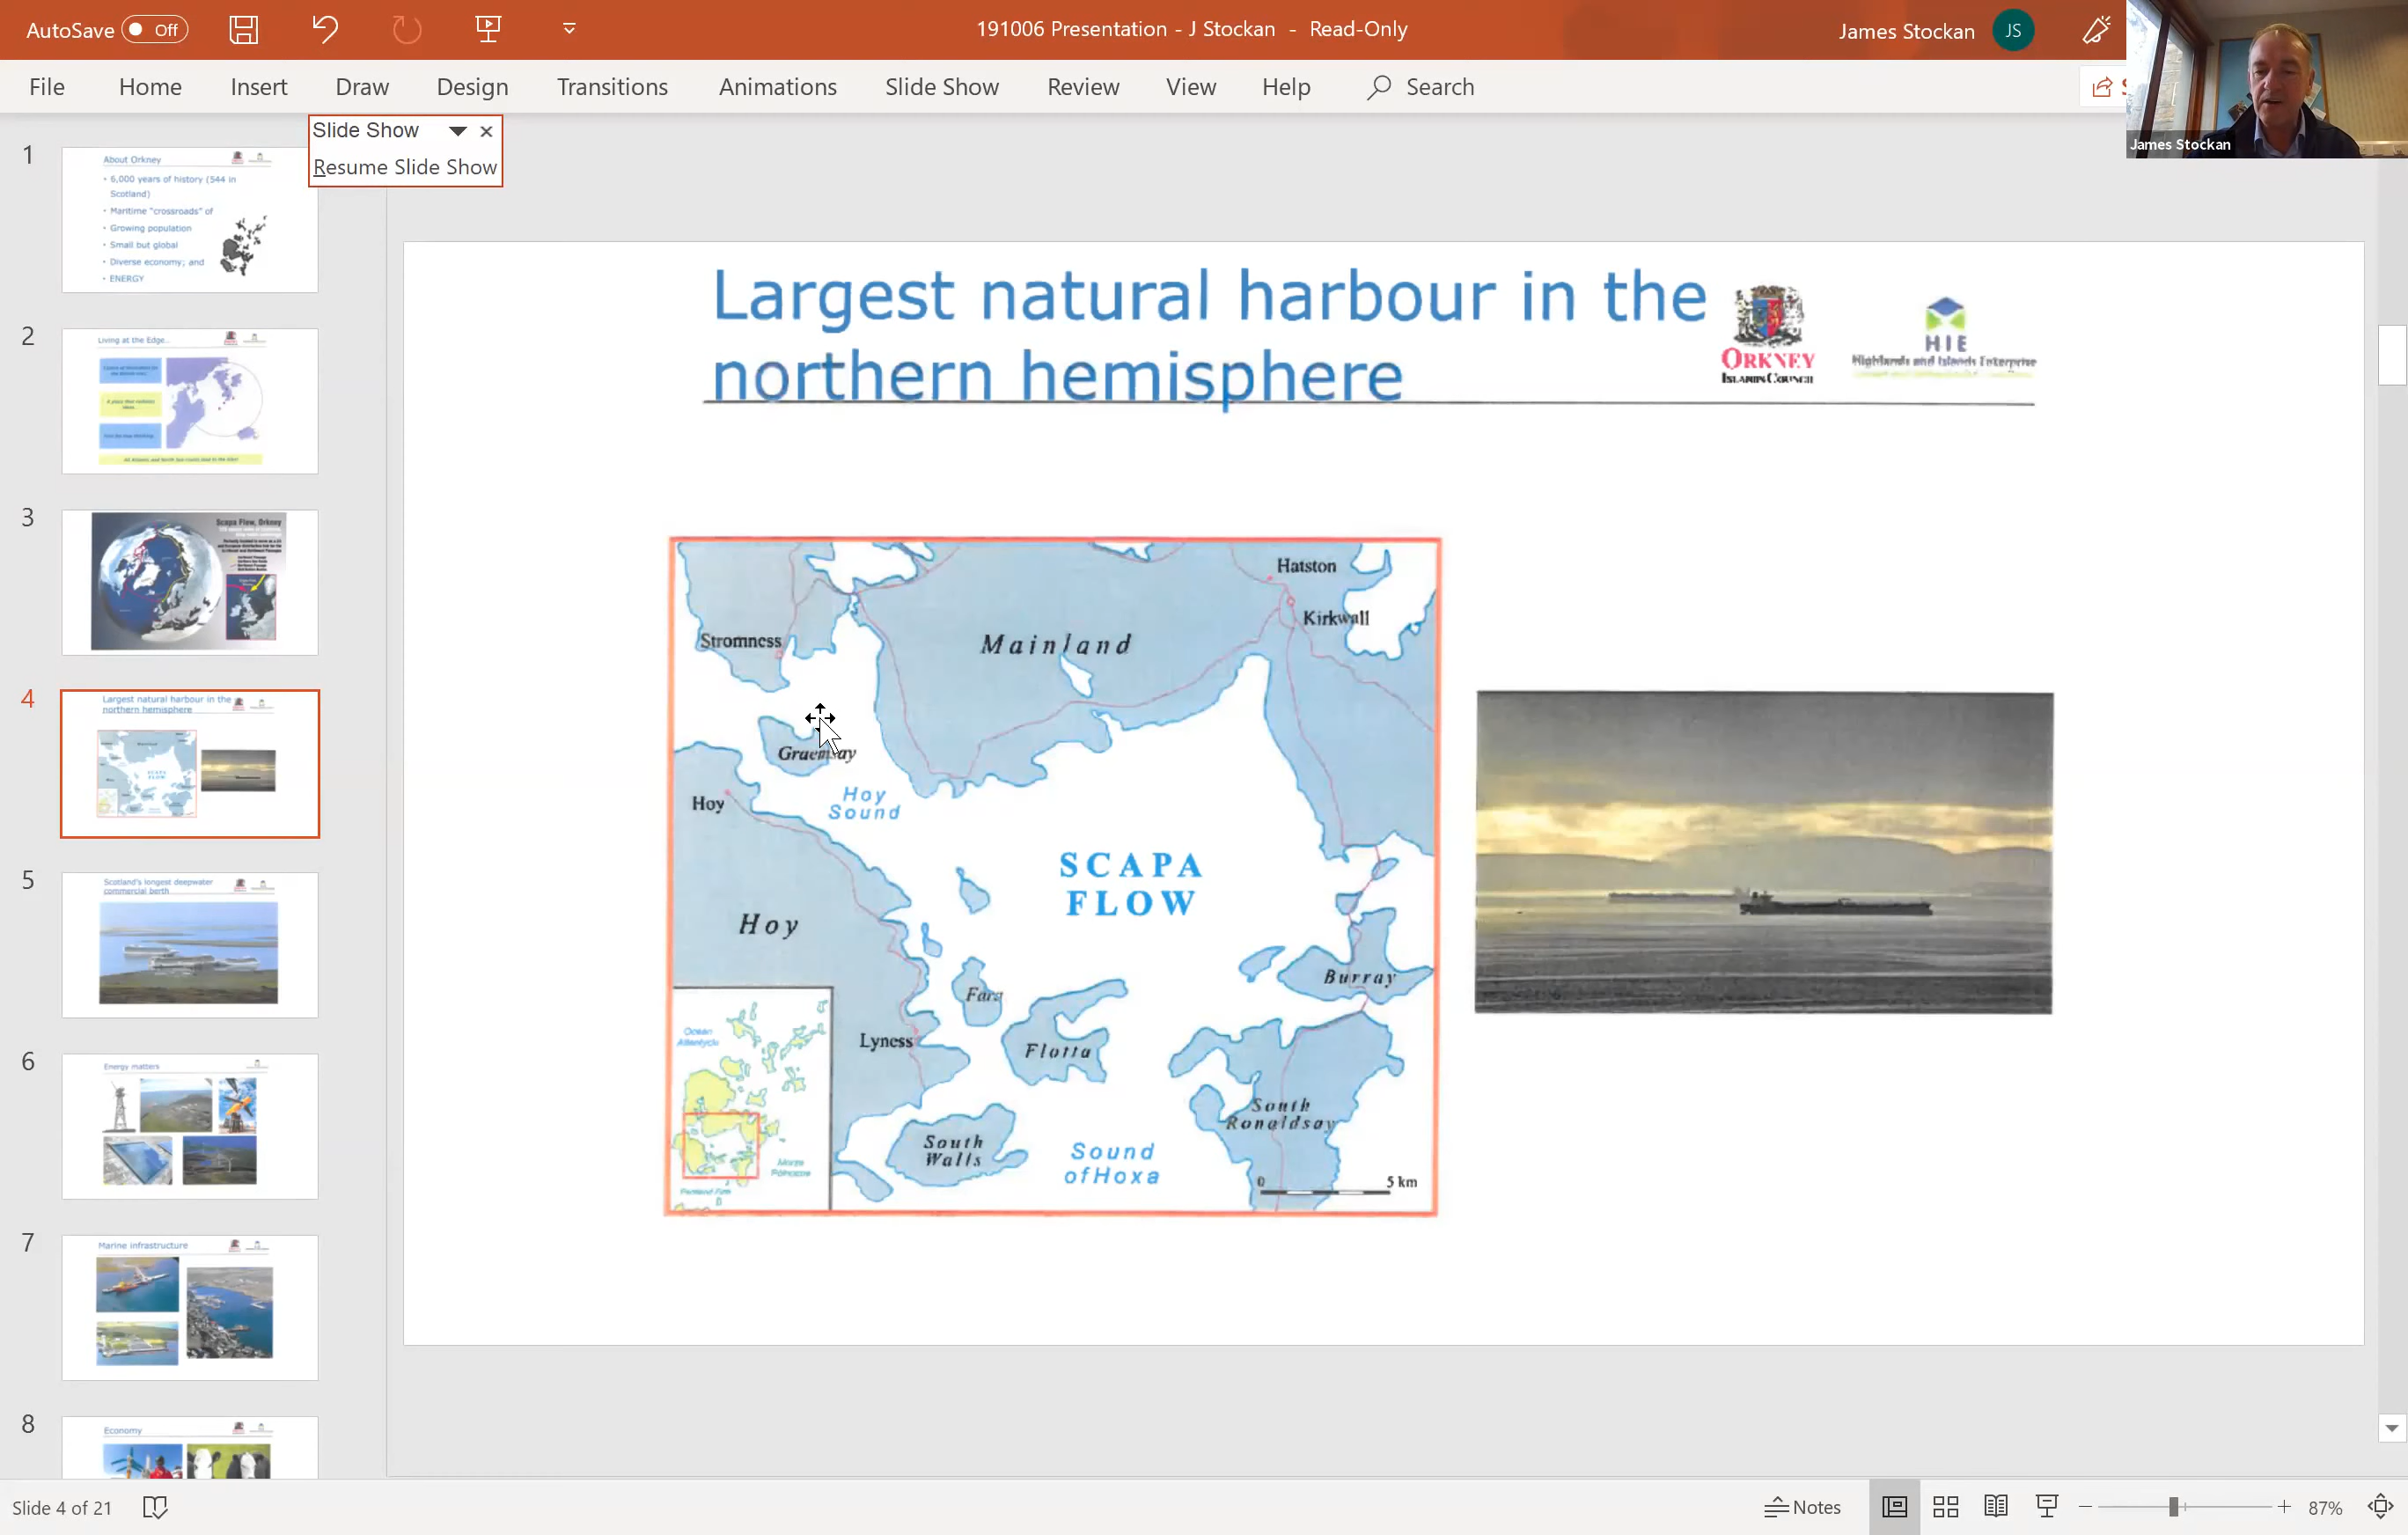 AutoSave Off
191006 Presentation - J Stockan - Read-Only
James Stockan JS
File Home Insert Draw Design Transitions Animations Slide Show Review View Help Search
James Stockan
Slide Show
Resume Slide Show
1
About Orkney
• 6,000 years of history (544 in
Scotland)
• Maritime "crossroads" of
• Growing population
• Small but global
• Diverse economy; and
• ENERGY
2
Living at the Edge...
3
Scapa Flow, Orkney
4
Largest natural harbour in the
northern hemisphere
SCAPA
FLOW
5
Scotland's longest deepwater
commercial berth
6
Energy matters
7
Marine infrastructure
8
Economy
Largest natural harbour in the
northern hemisphere
ORKNEY
ISLANDS COUNCIL
HIE
Highlands and Islands Enterprise
Hatston
Kirkwall
Stromness
Mainland
Graemsay
Hoy
Sound
Hoy
SCAPA
FLOW
Hoy
Burray
Fara
Lyness
Flotta
South
Ronaldsay
South
Walls
Sound
of Hoxa
0 5 km
Ocean
Slide 4 of 21
Notes
87%